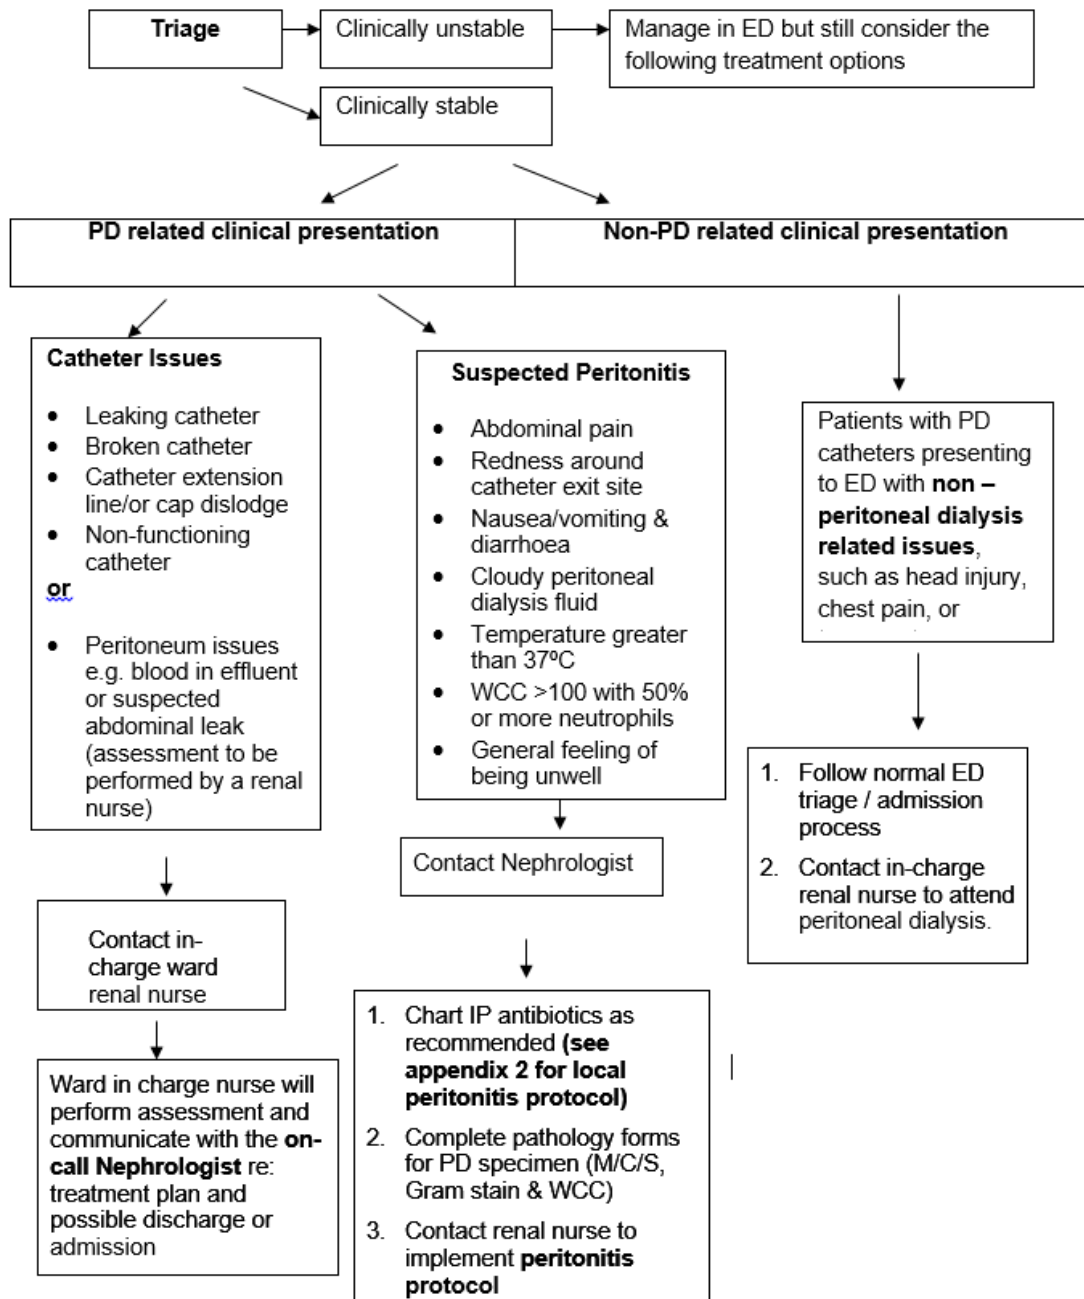 Triage
Clinically unstable
Manage in ED but still consider the
following treatment options
Clinically stable
PD related clinical presentation
Non-PD related clinical presentation
Catheter Issues
• Leaking catheter
• Broken catheter
• Catheter extension
line/or cap dislodge
• Non-functioning
catheter
or
• Peritoneum issues
e.g. blood in effluent
or suspected
abdominal leak
(assessment to be
performed by a renal
nurse)
Contact in-
charge ward
renal nurse
Ward in charge nurse will
perform assessment and
communicate with the on-
call Nephrologist re:
treatment plan and
possible discharge or
admission
Suspected Peritonitis
• Abdominal pain
• Redness around
catheter exit site
• Nausea/vomiting &
diarrhoea
• Cloudy peritoneal
dialysis fluid
• Temperature greater
than 37ºC
• WCC >100 with 50%
or more neutrophils
• General feeling of
being unwell
Contact Nephrologist
1. Chart IP antibiotics as
recommended (see
appendix 2 for local
peritonitis protocol)
2. Complete pathology forms
for PD specimen (M/C/S,
Gram stain & WCC)
3. Contact renal nurse to
implement peritonitis
protocol
Patients with PD
catheters presenting
to ED with non –
peritoneal dialysis
related issues,
such as head injury,
chest pain, or
1. Follow normal ED
triage / admission
process
2. Contact in-charge
renal nurse to attend
peritoneal dialysis.